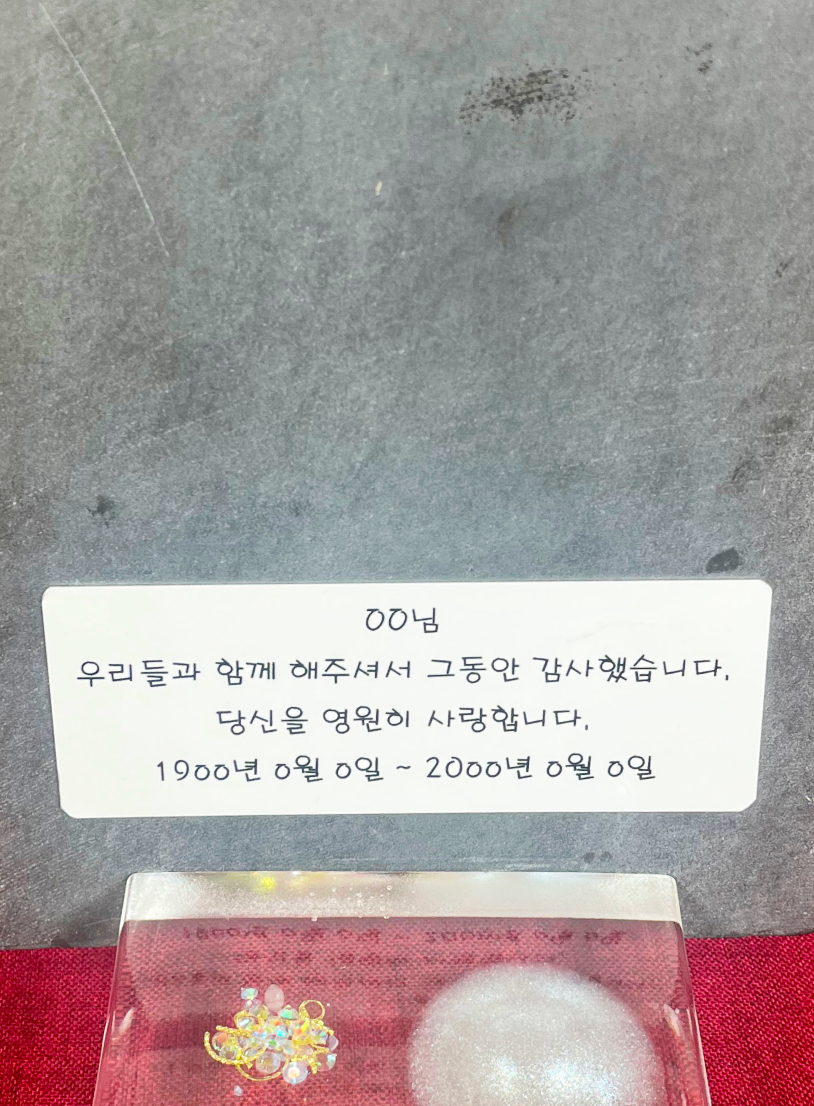 OO님
우리들과 함께 해주셔서 그동안 감사했습니다.
당신을 영원히 사랑합니다.
1900년 0월 0일 ~ 2000년 0월 0일